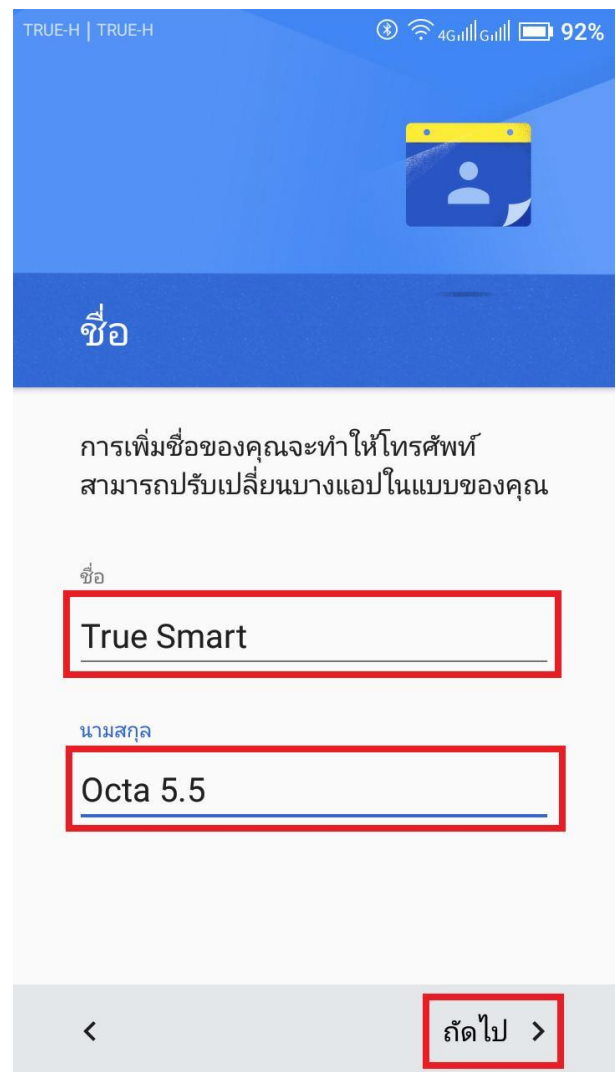 TRUE-H | TRUE-H 4G G 92%
ชื่อ
การเพิ่มชื่อของคุณจะทำให้โทรศัพท์
สามารถปรับเปลี่ยนบางแอปในแบบของคุณ
ชื่อ
True Smart
นามสกุล
Octa 5.5
ถัดไป